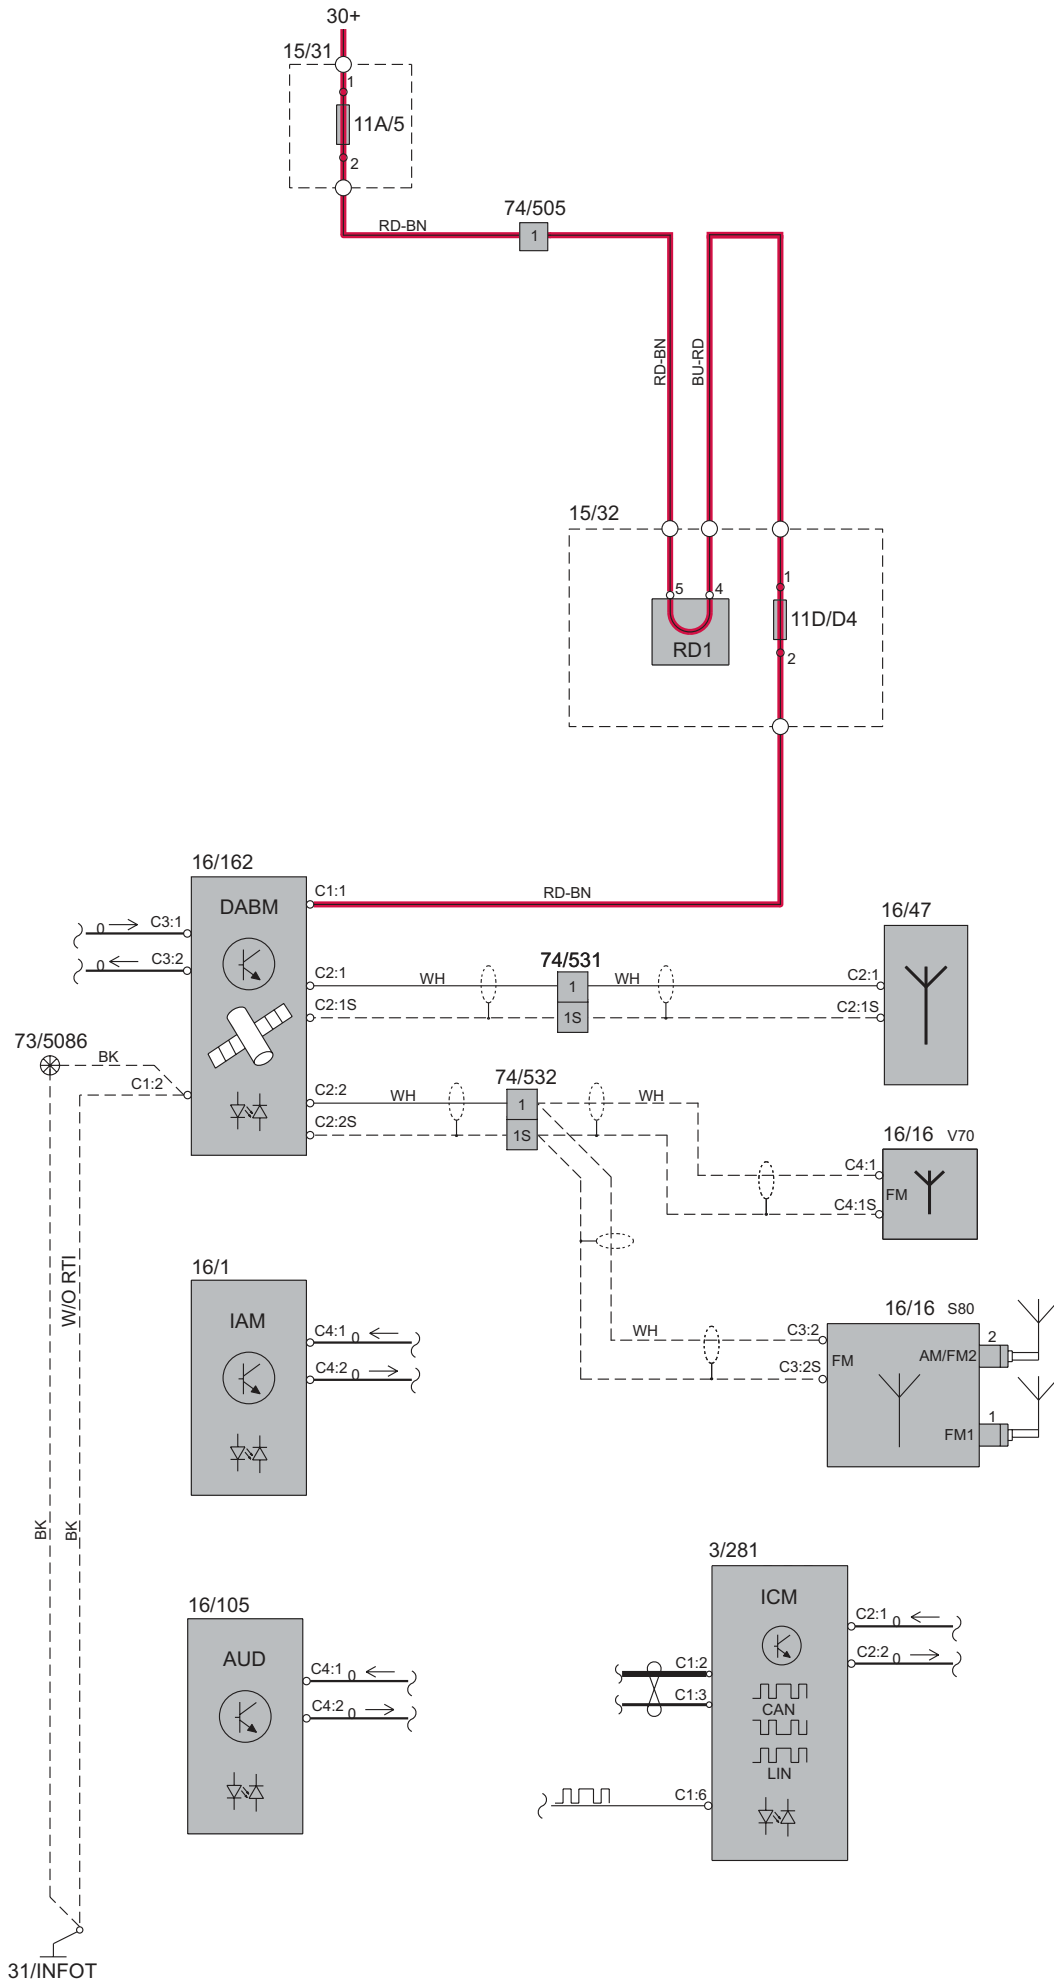 30+
15/31
1
11A/5
2
74/505
RD-BN
1
RD-BN
BU-RD
15/32
5
4
1
RD1
11D/D4
2
16/162
DABM
C1:1
RD-BN
C3:1
0
C3:2
0
16/47
74/531
C2:1
WH
1
WH
C2:1
C2:1S
1S
C2:1S
73/5086
BK
C1:2
74/532
C2:2
WH
1
WH
C2:2S
1S
16/16 V70
C4:1
FM
C4:1S
W/O RTI
16/1
IAM
C4:1
0
C4:2
0
16/16 S80
WH
C3:2
FM
C3:2S
AM/FM2
2
FM1
1
BK
BK
3/281
ICM
C2:1
0
C2:2
0
C1:2
C1:3
CAN
LIN
C1:6
16/105
AUD
C4:1
0
C4:2
0
31/INFOT